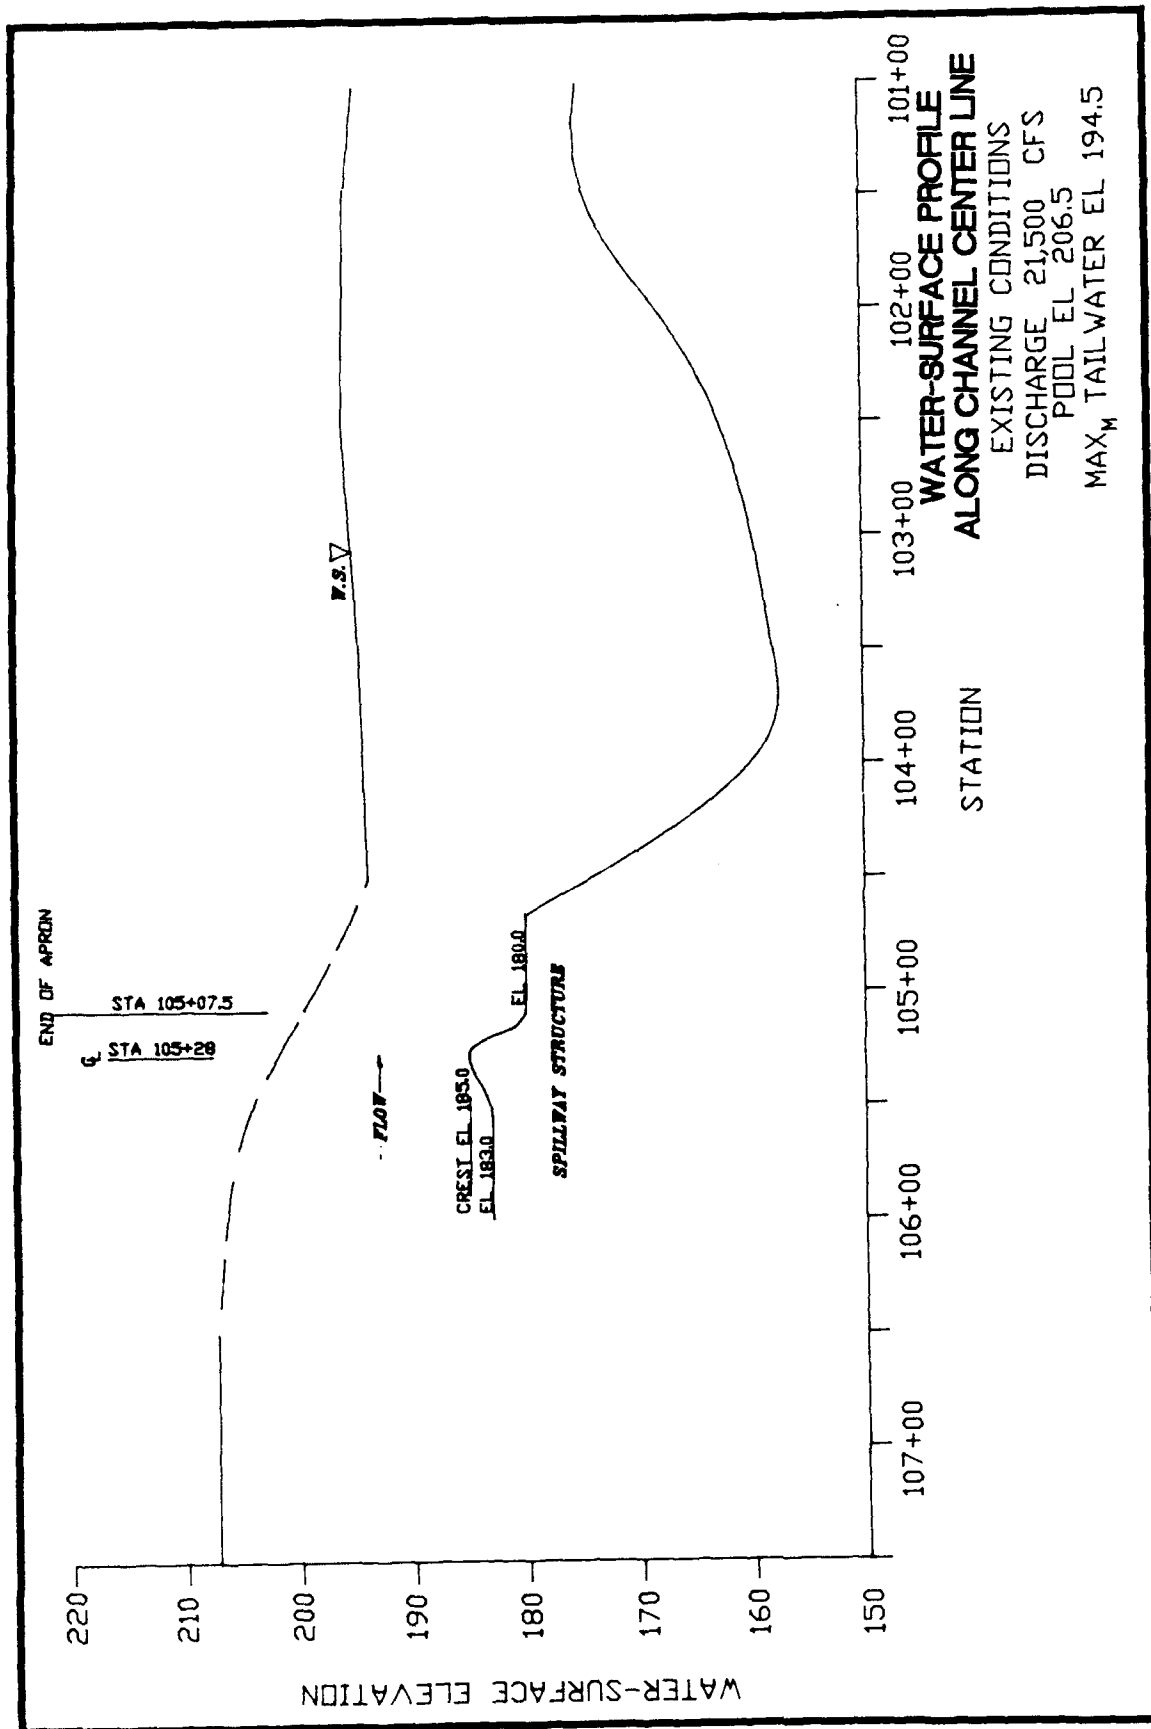 END OF APRON
STA 105+07.5
℄ STA 105+28
W.S.
FLOW
CREST EL 185.0
EL 183.0
EL 180.0
SPILLWAY STRUCTURE
WATER-SURFACE ELEVATION
220
210
200
190
180
170
160
150
107+00
106+00
105+00
104+00
103+00
102+00
101+00
STATION
WATER-SURFACE PROFILE
ALONG CHANNEL CENTER LINE
EXISTING CONDITIONS
DISCHARGE 21,500 CFS
POOL EL 206.5
MAXM TAILWATER EL 194.5